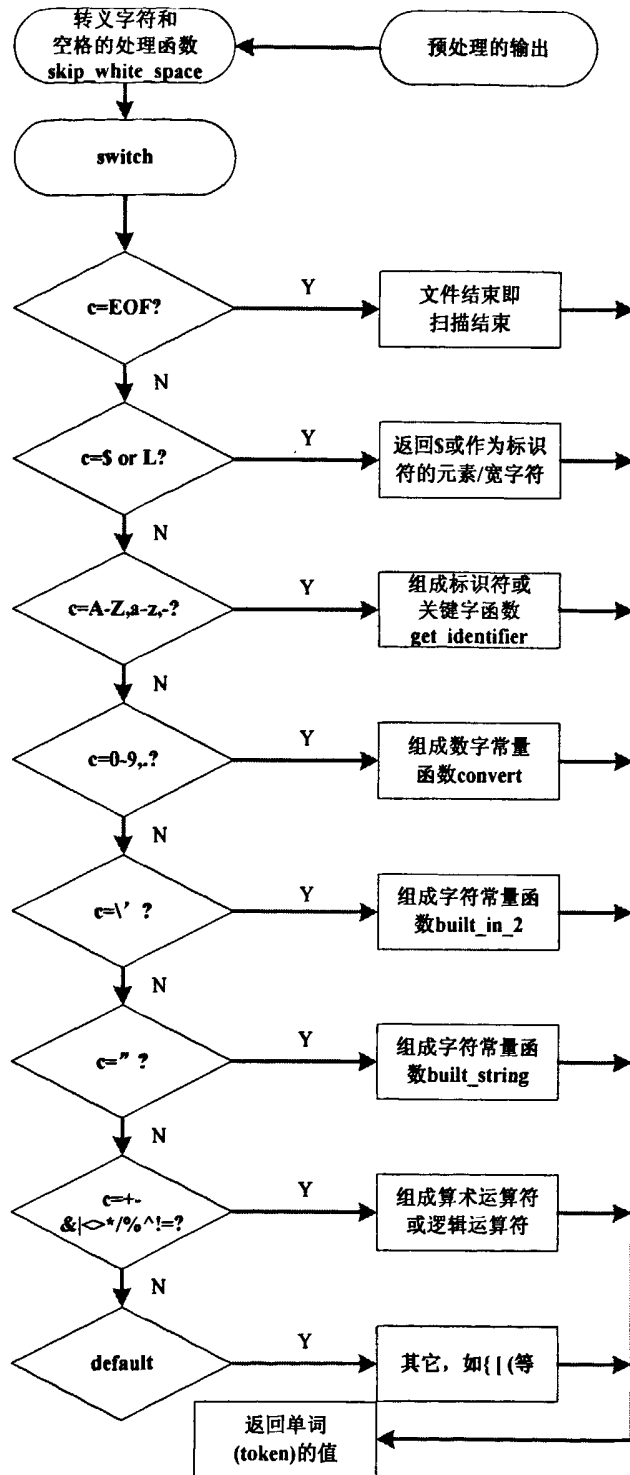 转义字符和
空格的处理函数
skip_white_space
预处理的输出
switch
c=EOF?
Y
文件结束即
扫描结束
N
c=$ or L?
Y
返回$或作为标识
符的元素/宽字符
N
c=A-Z,a-z,-?
Y
组成标识符或
关键字函数
get_identifier
N
c=0-9,.?
Y
组成数字常量
函数convert
N
c=\′ ?
Y
组成字符常量函
数built_in_2
N
c=″ ?
Y
组成字符常量函
数built_string
N
c=+-
&|<>*/%^!=?
Y
组成算术运算符
或逻辑运算符
N
default
Y
其它，如{ [ (等
返回单词
(token)的值